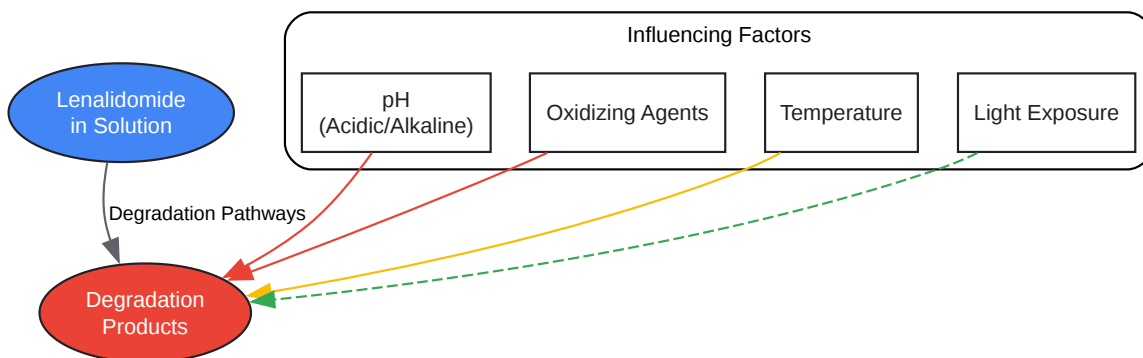 Influencing Factors
Lenalidomide
in Solution
pH
(Acidic/Alkaline)
Oxidizing Agents
Temperature
Light Exposure
Degradation Pathways
Degradation
Products